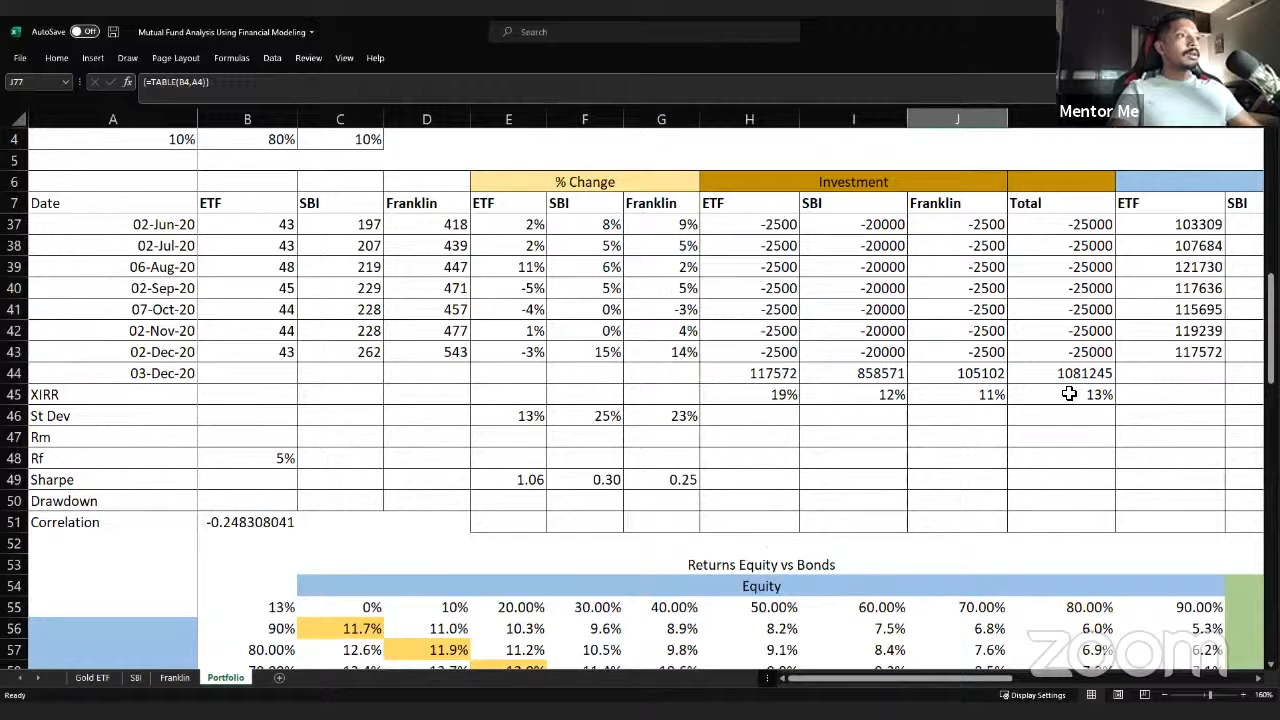 AutoSave Off Mutual Fund Analysis Using Financial Modeling Search
File Home Insert Draw Page Layout Formulas Data Review View Help
J77 fx {=TABLE(B4,A4)}
Mentor Me
A B C D E F G H I J
4 10% 80% 10%
5
6 % Change Investment
7 Date ETF SBI Franklin ETF SBI Franklin ETF SBI Franklin Total ETF SBI
37 02-Jun-20 43 197 418 2% 8% 9% -2500 -20000 -2500 -25000 103309
38 02-Jul-20 43 207 439 2% 5% 5% -2500 -20000 -2500 -25000 107684
39 06-Aug-20 48 219 447 11% 6% 2% -2500 -20000 -2500 -25000 121730
40 02-Sep-20 45 229 471 -5% 5% 5% -2500 -20000 -2500 -25000 117636
41 07-Oct-20 44 228 457 -4% 0% -3% -2500 -20000 -2500 -25000 115695
42 02-Nov-20 44 228 477 1% 0% 4% -2500 -20000 -2500 -25000 119239
43 02-Dec-20 43 262 543 -3% 15% 14% -2500 -20000 -2500 -25000 117572
44 03-Dec-20 117572 858571 105102 1081245
45 XIRR 19% 12% 11% 13%
46 St Dev 13% 25% 23%
47 Rm
48 Rf 5%
49 Sharpe 1.06 0.30 0.25
50 Drawdown
51 Correlation -0.248308041
52
53 Returns Equity vs Bonds
54 Equity
55 13% 0% 10% 20.00% 30.00% 40.00% 50.00% 60.00% 70.00% 80.00% 90.00%
56 90% 11.7% 11.0% 10.3% 9.6% 8.9% 8.2% 7.5% 6.8% 6.0% 5.3%
57 80.00% 12.6% 11.9% 11.2% 10.5% 9.8% 9.1% 8.4% 7.6% 6.9% 6.2%
zoom
Gold ETF SBI Franklin Portfolio
Ready Display Settings 160%